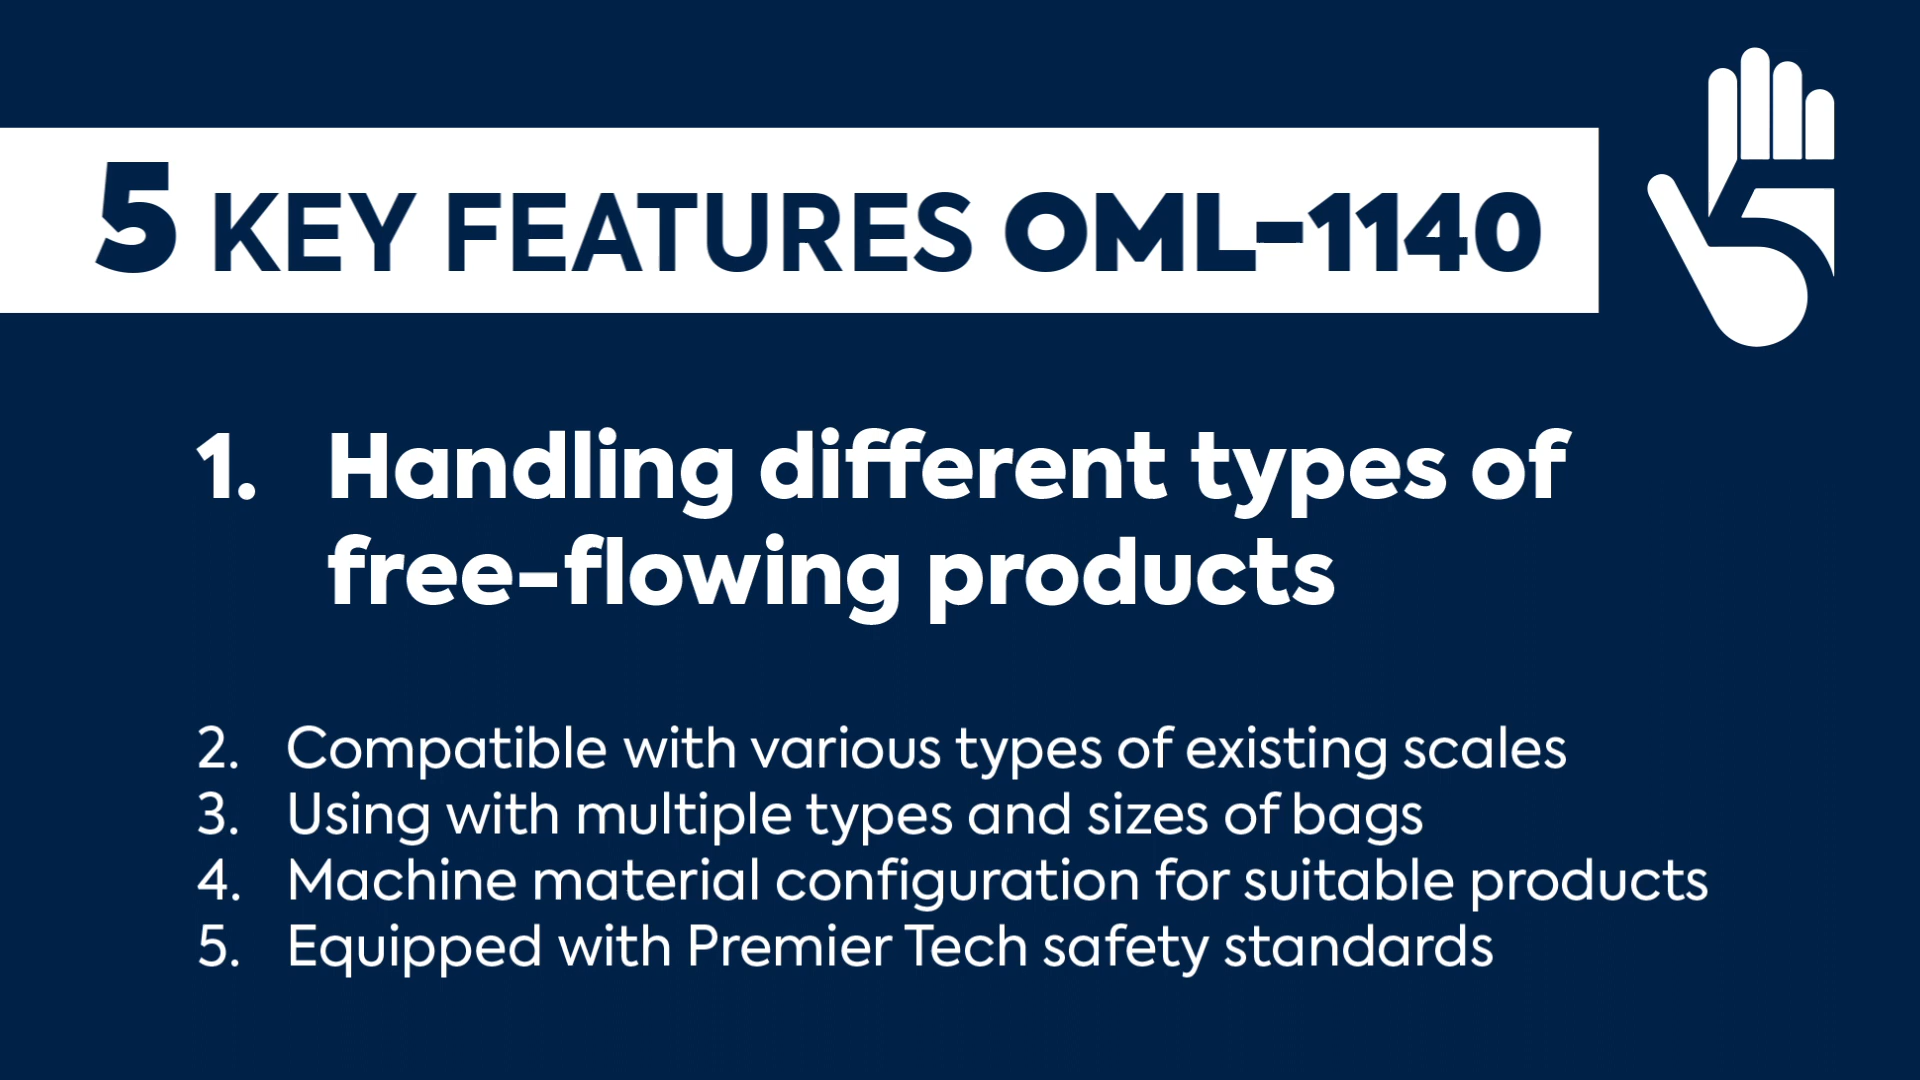 5 KEY FEATURES OML-1140
1. Handling different types of
free-flowing products
2. Compatible with various types of existing scales
3. Using with multiple types and sizes of bags
4. Machine material configuration for suitable products
5. Equipped with Premier Tech safety standards